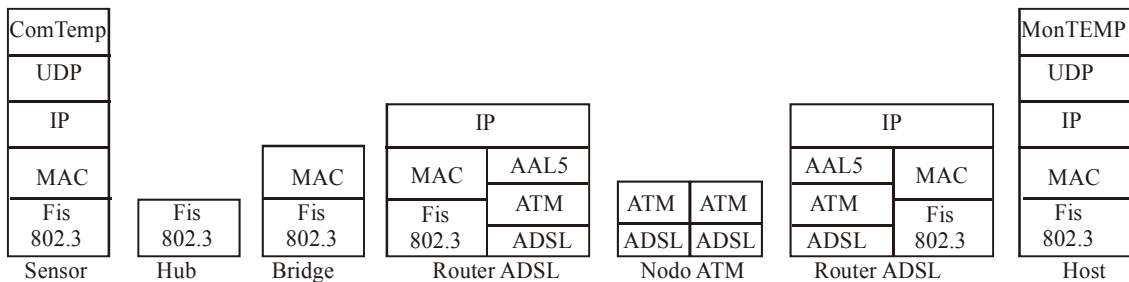 ComTemp
UDP
IP
MAC
Fis
802.3
Sensor
Fis
802.3
Hub
MAC
Fis
802.3
Bridge
IP
MAC
Fis
802.3
AAL5
ATM
ADSL
Router ADSL
ATM
ATM
ADSL
ADSL
Nodo ATM
IP
AAL5
ATM
ADSL
MAC
Fis
802.3
Router ADSL
MonTEMP
UDP
IP
MAC
Fis
802.3
Host